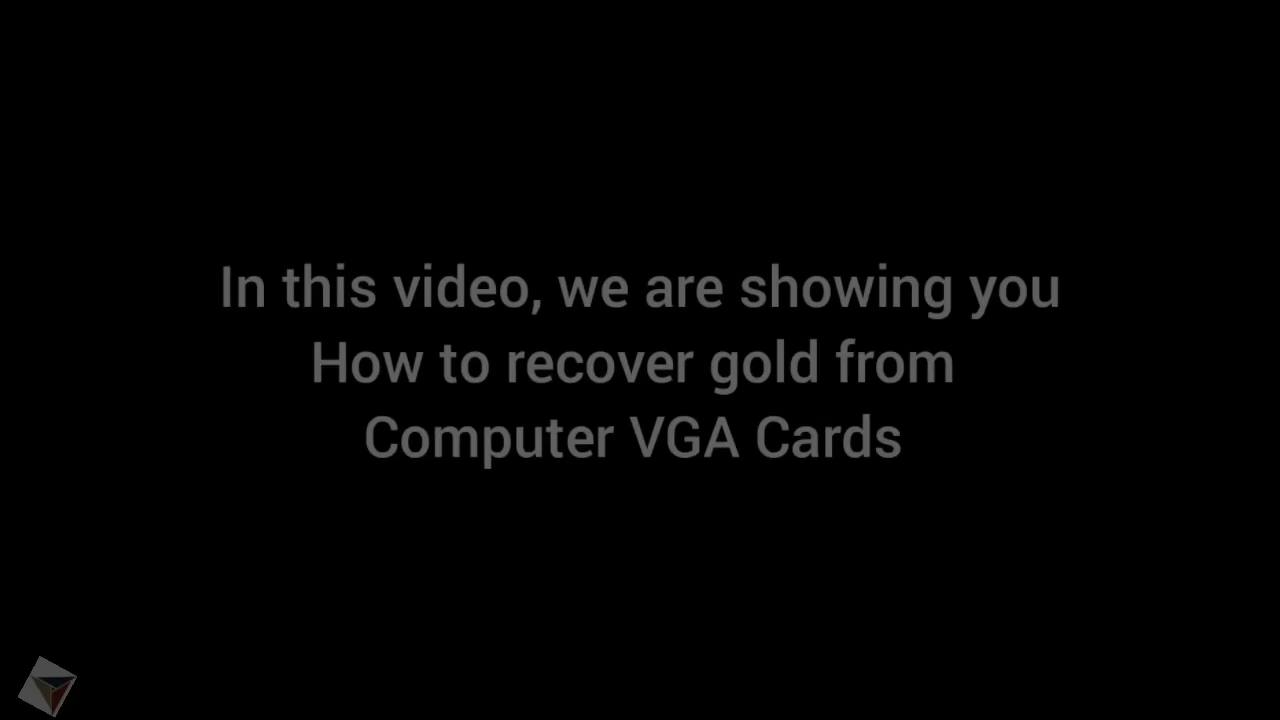 In this video, we are showing you
How to recover gold from
Computer VGA Cards